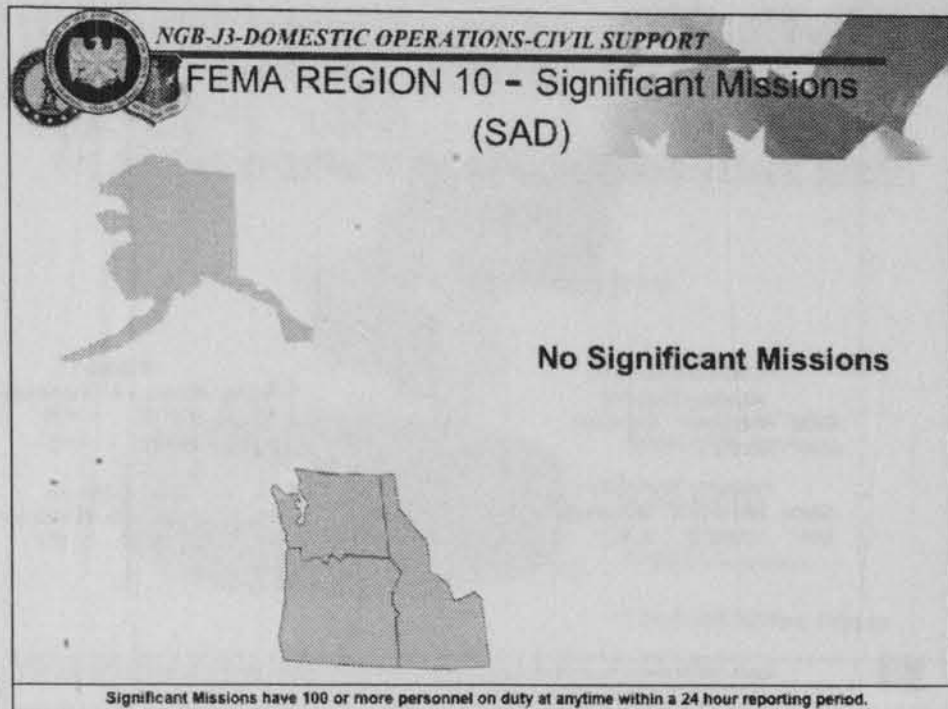 NGB-J3-DOMESTIC OPERATIONS-CIVIL SUPPORT
FEMA REGION 10 - Significant Missions
(SAD)
No Significant Missions
Significant Missions have 100 or more personnel on duty at anytime within a 24 hour reporting period.